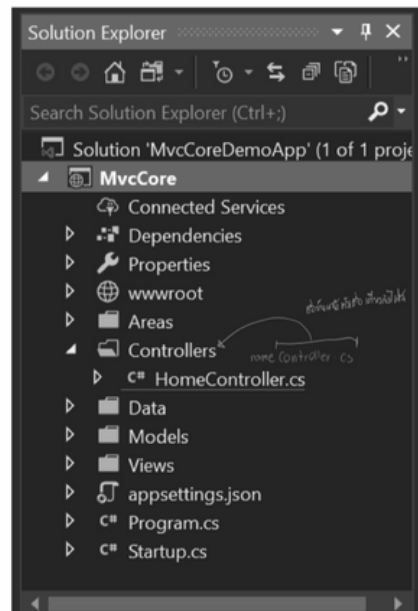 Solution Explorer
Search Solution Explorer (Ctrl+;)
Solution 'MvcCoreDemoApp' (1 of 1 proje
MvcCore
Connected Services
Dependencies
Properties
wwwroot
Areas
Controllers
name Controller.cs
C# HomeController.cs
Data
Models
Views
appsettings.json
C# Program.cs
C# Startup.cs